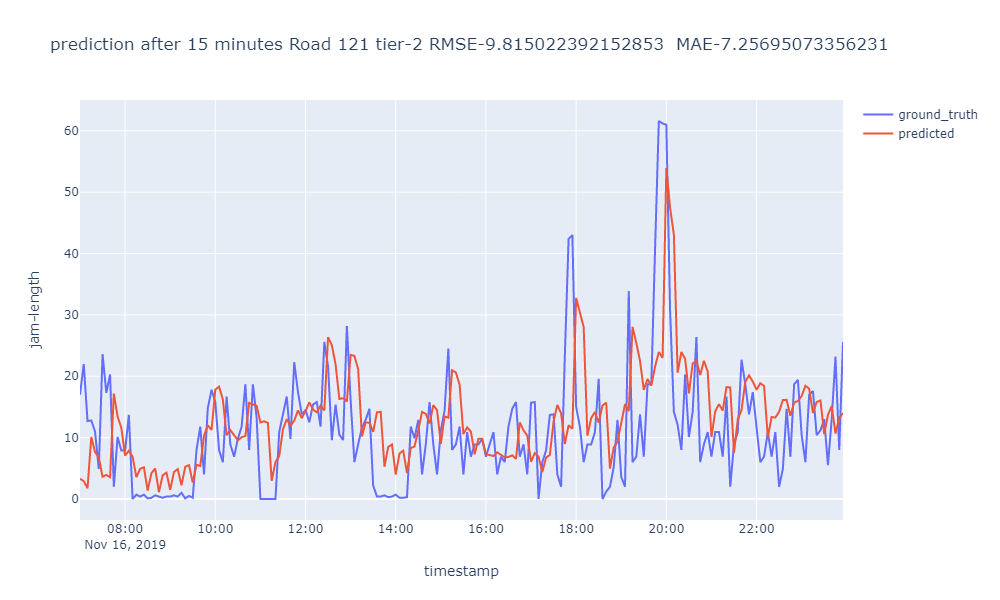 prediction after 15 minutes Road 121 tier-2 RMSE-9.815022392152853  MAE-7.25695073356231
ground_truth
predicted
60
50
40
30
20
10
0
jam-length
08:00 10:00 12:00 14:00 16:00 18:00 20:00 22:00
Nov 16, 2019
timestamp